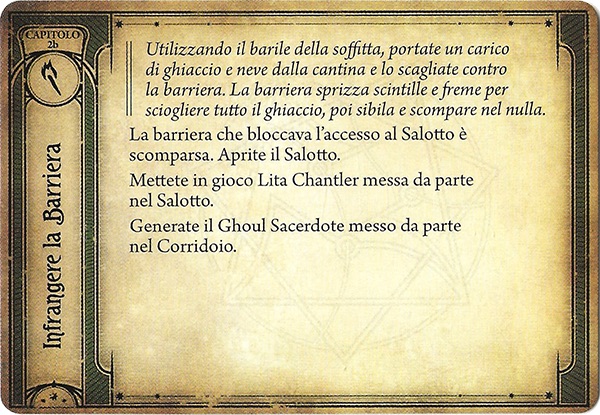 CAPITOLO
2b
Infrangere la Barriera
Utilizzando il barile della soffitta, portate un carico
di ghiaccio e neve dalla cantina e lo scagliate contro
la barriera. La barriera sprizza scintille e freme per
sciogliere tutto il ghiaccio, poi sibila e scompare nel nulla.
La barriera che bloccava l'accesso al Salotto è
scomparsa. Aprite il Salotto.
Mettete in gioco Lita Chantler messa da parte
nel Salotto.
Generate il Ghoul Sacerdote messo da parte
nel Corridoio.